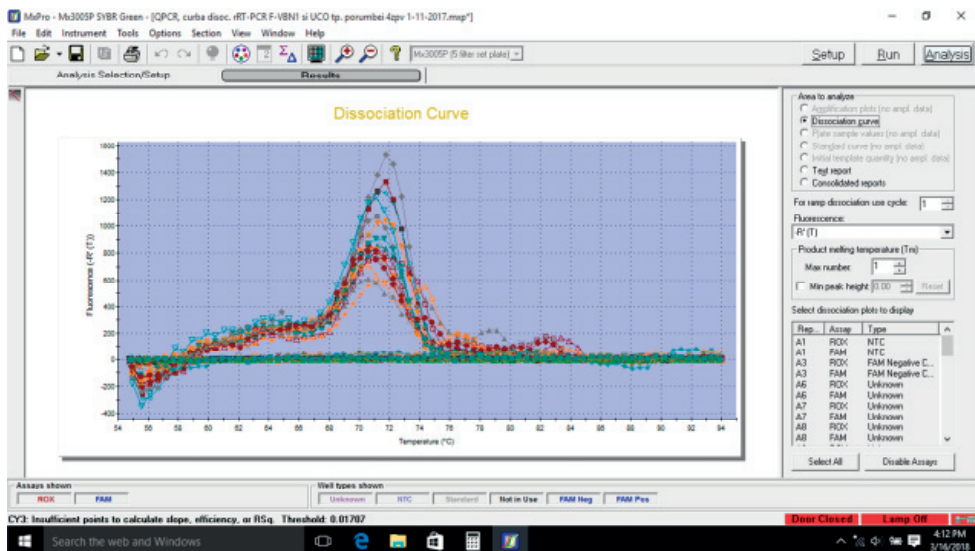 MxPro - Mx3005P SYBR Green - [QPCR, curba disoc. rRT-PCR F-VBN1 si UCO tp. porumbei 4zpv 1-11-2017.mxp*]
File Edit Instrument Tools Options Section View Window Help
Mx3005P (5 filter set plate)
Setup Run Analysis
Analysis Selection/Setup Results
Dissociation Curve
Fluorescence (-R' (T))
1600
1400
1200
1000
800
600
400
200
0
-200
-400
54 56 58 60 62 64 66 68 70 72 74 76 78 80 82 84 86 88 90 92 94
Temperature (°C)
Area to analyze
Amplification plots (no ampl. data)
Dissociation curve
Plate sample values (no ampl. data)
Standard curve (no ampl. data)
Initial template quantity (no ampl. data)
Text report
Consolidated reports
For ramp dissociation use cycle: 1
Fluorescence:
-R' (T)
Product melting temperature (Tm)
Max number: 1
Min peak height: 0.00 Reset
Select dissociation plots to display
Rep... Assay Type
A1 ROX NTC
A1 FAM NTC
A3 ROX FAM Negative C...
A3 FAM FAM Negative C...
A6 ROX Unknown
A6 FAM Unknown
A7 ROX Unknown
A7 FAM Unknown
A8 ROX Unknown
A8 FAM Unknown
Select All Disable Assays
Assays shown
ROX FAM
Well types shown
Unknown NTC Standard Not in Use FAM Neg FAM Pos
CY3: Insufficient points to calculate slope, efficiency, or RSq. Threshold: 0.01707
Door Closed Lamp Off
Search the web and Windows
4:12 PM
3/16/2018